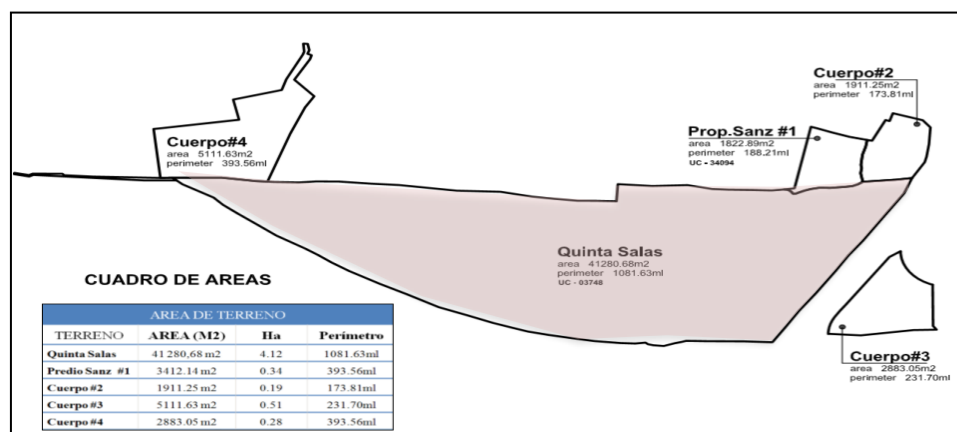 Cuerpo#2
area 1911.25m2
perimeter 173.81ml
Prop.Sanz #1
area 1822.89m2
perimeter 188.21ml
UC - 34094
Cuerpo#4
area 5111.63m2
perimeter 393.56ml
Quinta Salas
area 41280.68m2
perimeter 1081.63ml
UC - 03748
Cuerpo#3
area 2883.05m2
perimeter 231.70ml
CUADRO DE AREAS
AREA DE TERRENO
TERRENO AREA (M2) Ha Perímetro
Quinta Salas 41 280,68 m2 4.12 1081.63ml
Predio Sanz #1 3412.14 m2 0.34 393.56ml
Cuerpo #2 1911.25 m2 0.19 173.81ml
Cuerpo #3 5111.63 m2 0.51 231.70ml
Cuerpo #4 2883.05 m2 0.28 393.56ml